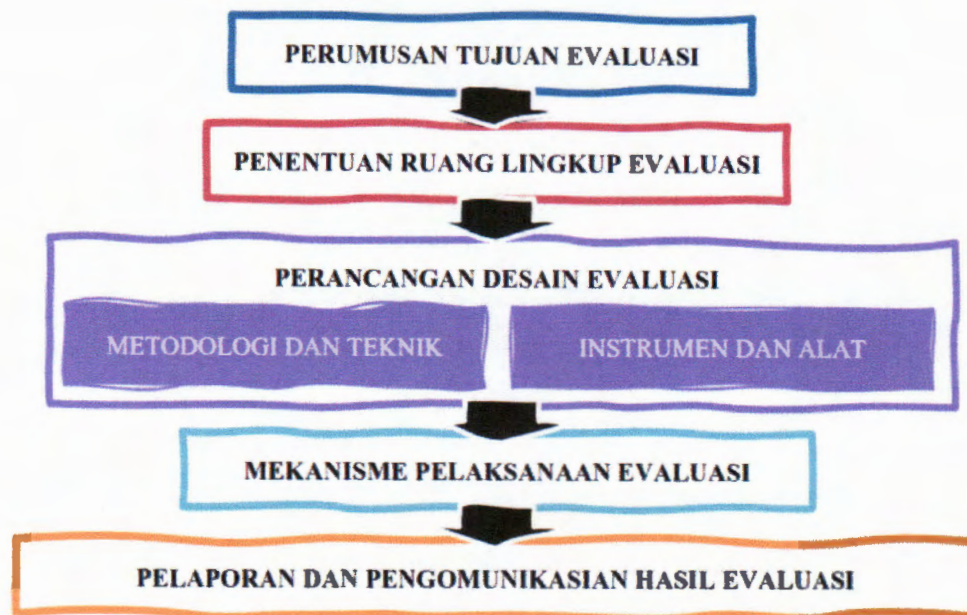 PERUMUSAN TUJUAN EVALUASI
PENENTUAN RUANG LINGKUP EVALUASI
PERANCANGAN DESAIN EVALUASI
METODOLOGI DAN TEKNIK
INSTRUMEN DAN ALAT
MEKANISME PELAKSANAAN EVALUASI
PELAPORAN DAN PENGOMUNIKASIAN HASIL EVALUASI